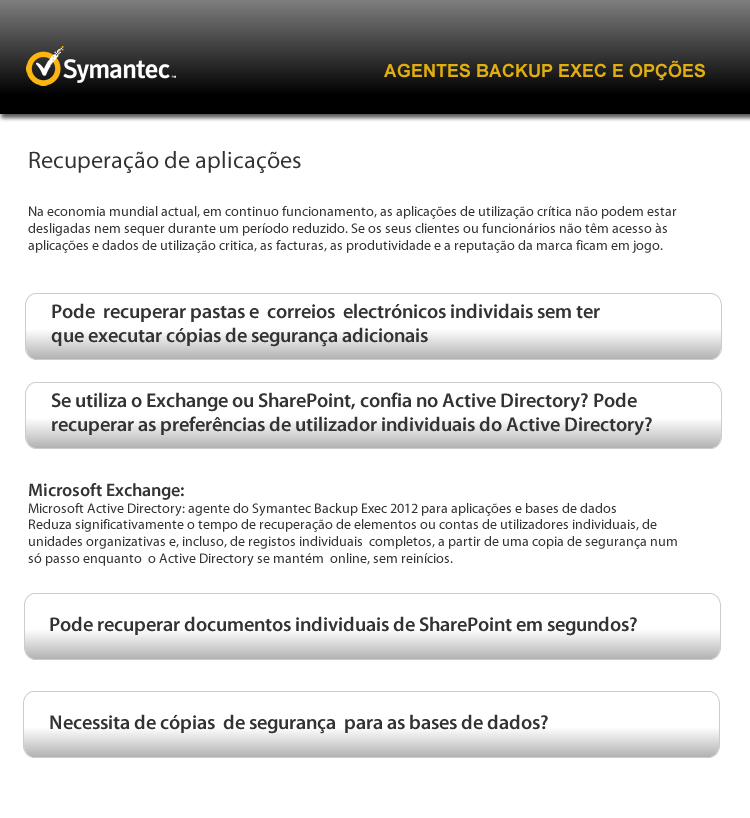 Symantec™
AGENTES BACKUP EXEC E OPÇÕES
Recuperação de aplicações
Na economia mundial actual, em continuo funcionamento, as aplicações de utilização crítica não podem estar
desligadas nem sequer durante um período reduzido. Se os seus clientes ou funcionários não têm acesso às
aplicações e dados de utilização critica, as facturas, as produtividade e a reputação da marca ficam em jogo.
Pode recuperar pastas e correios electrónicos individais sem ter
que executar cópias de segurança adicionais
Se utiliza o Exchange ou SharePoint, confia no Active Directory? Pode
recuperar as preferências de utilizador individuais do Active Directory?
Microsoft Exchange:
Microsoft Active Directory: agente do Symantec Backup Exec 2012 para aplicações e bases de dados
Reduza significativamente o tempo de recuperação de elementos ou contas de utilizadores individuais, de
unidades organizativas e, incluso, de registos individuais completos, a partir de uma copia de segurança num
só passo enquanto o Active Directory se mantém online, sem reinícios.
Pode recuperar documentos individuais de SharePoint em segundos?
Necessita de cópias de segurança para as bases de dados?